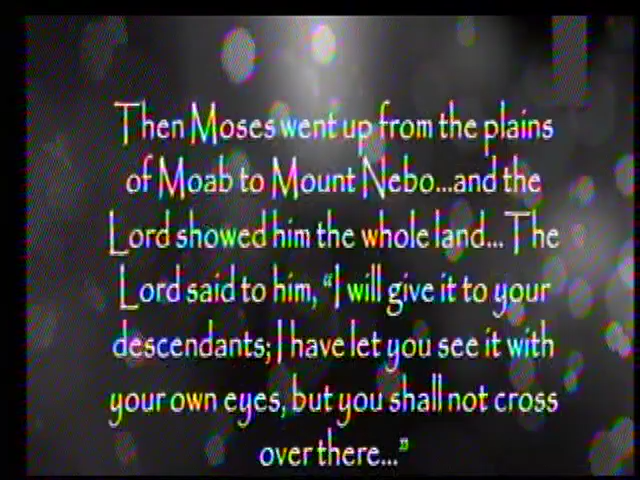 Then Moses went up from the plains
of Moab to Mount Nebo...and the
Lord showed him the whole land...The
Lord said to him, “I will give it to your
descendants; I have let you see it with
your own eyes, but you shall not cross
over there...”